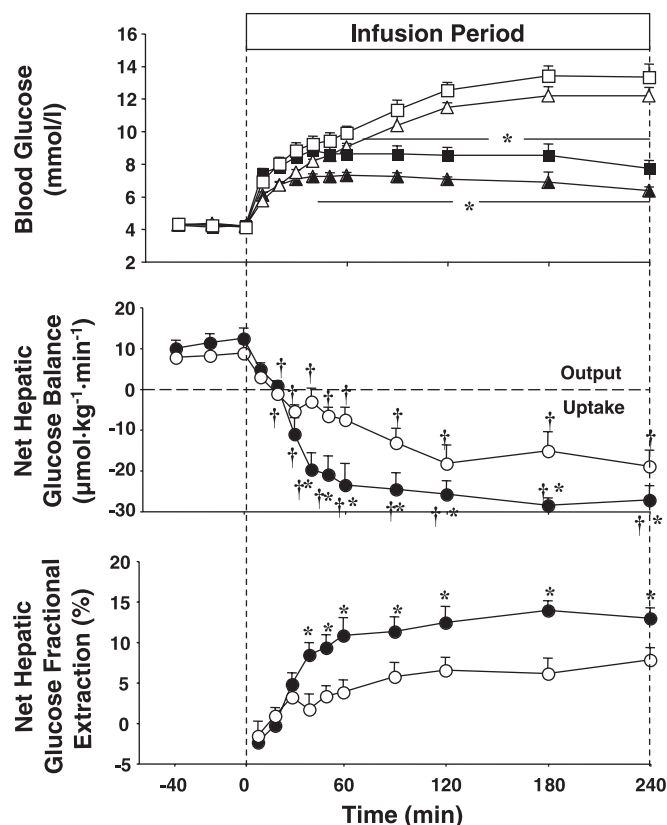 Infusion Period
Blood Glucose
(mmol/l)
16
14
12
10
8
6
4
2
*
*
Net Hepatic
Glucose Balance
(µmol·kg⁻¹·min⁻¹)
20
10
0
-10
-20
-30
Output
Uptake
† † † † † † † † † †
† † * † * † * † * † * † * † *
Net Hepatic
Glucose Fractional
Extraction (%)
20
15
10
5
0
-5
* * * * * * *
-40 0 60 120 180 240
Time (min)